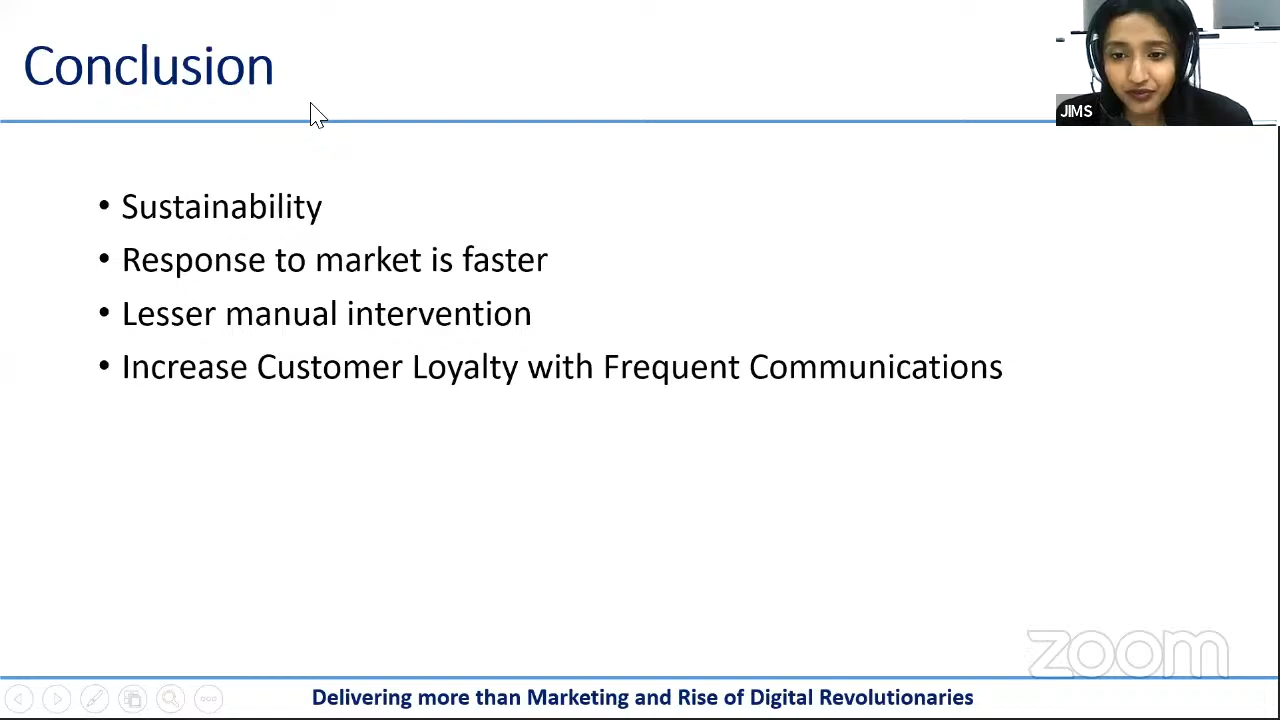 Conclusion
JIMS
• Sustainability
• Response to market is faster
• Lesser manual intervention
• Increase Customer Loyalty with Frequent Communications
zoom
Delivering more than Marketing and Rise of Digital Revolutionaries